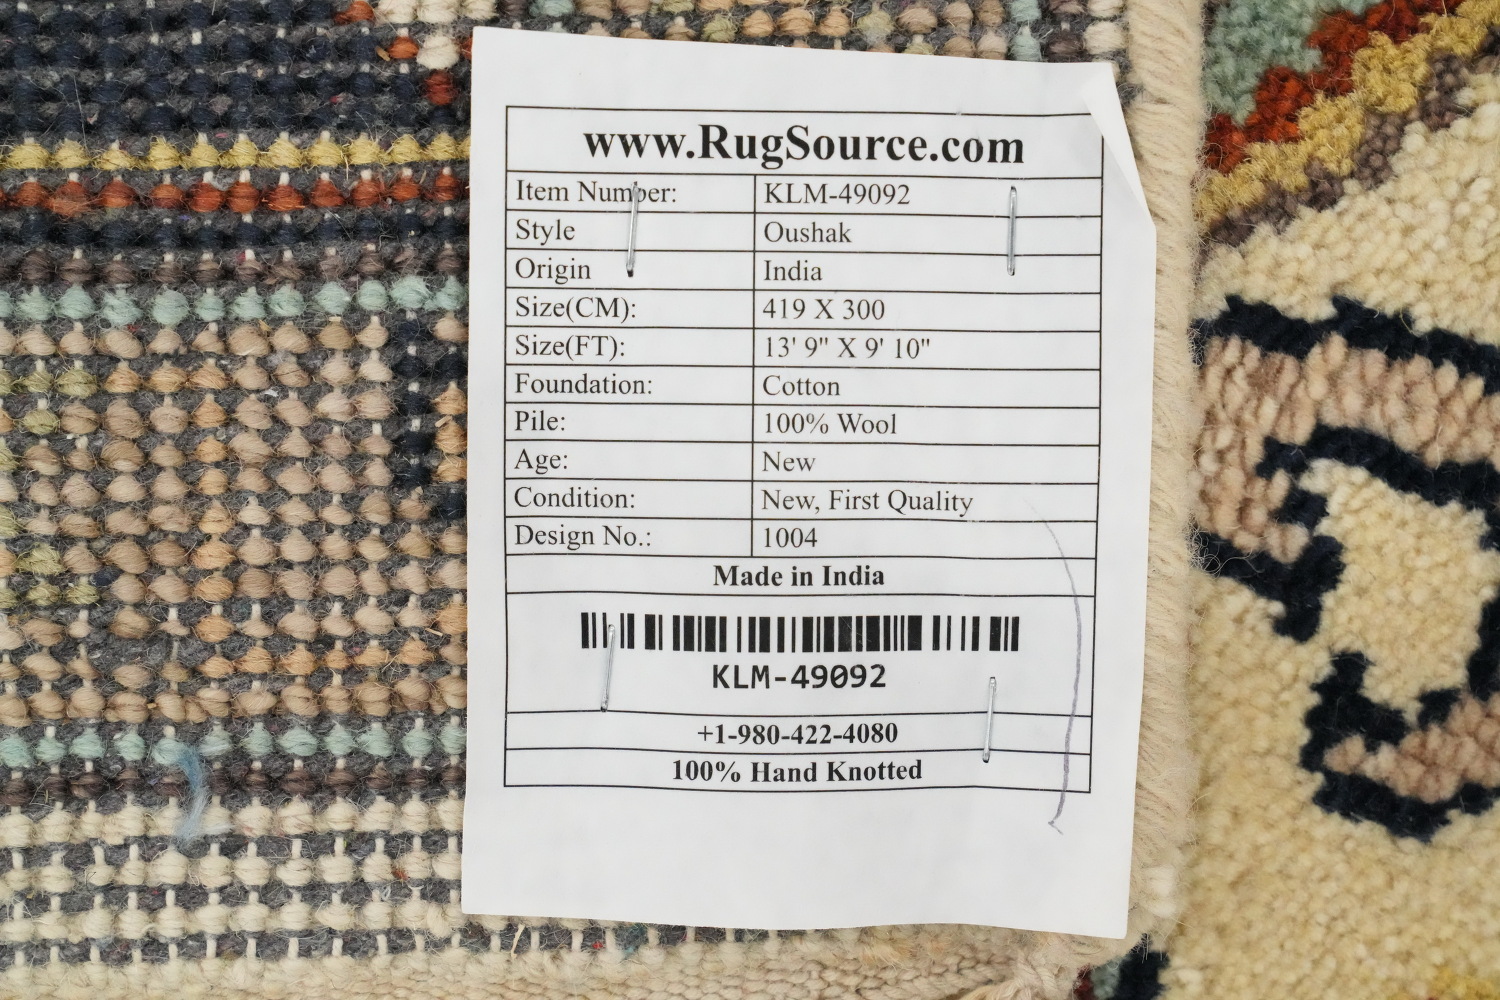 www.RugSource.com
Item Number: KLM-49092
Style Oushak
Origin India
Size(CM): 419 X 300
Size(FT): 13' 9" X 9' 10"
Foundation: Cotton
Pile: 100% Wool
Age: New
Condition: New, First Quality
Design No.: 1004
Made in India
KLM-49092
+1-980-422-4080
100% Hand Knotted